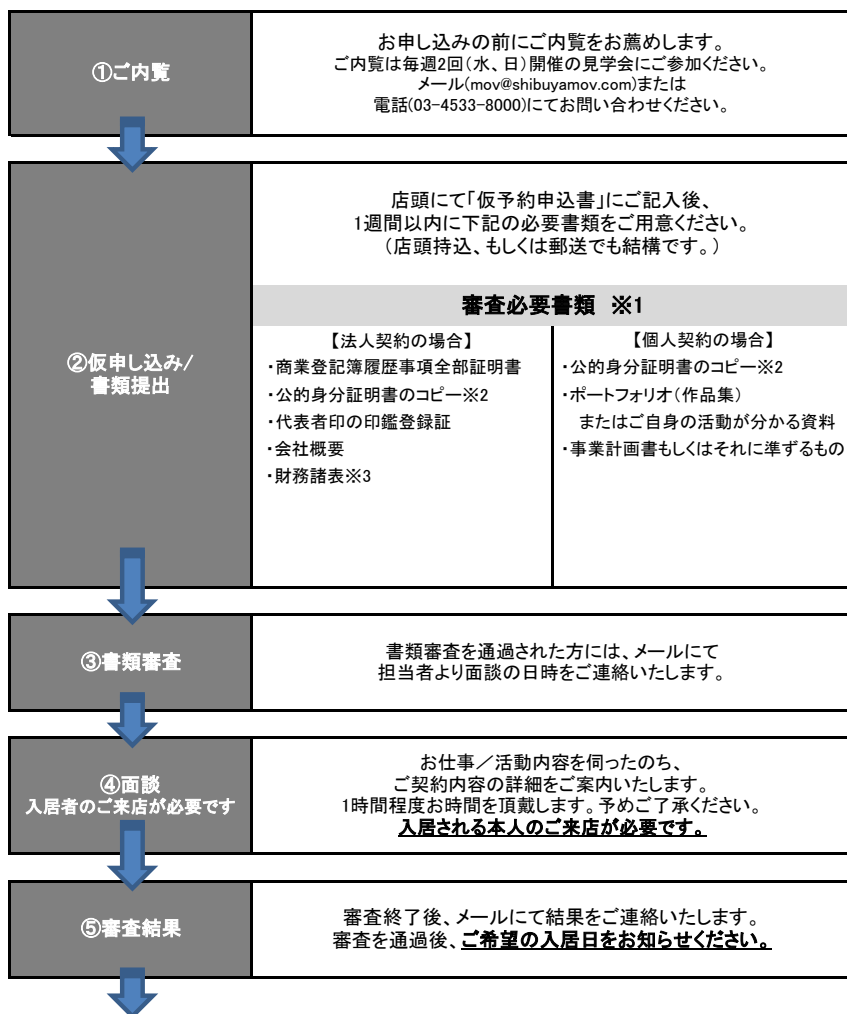 ①ご内覧
お申し込みの前にご内覧をお薦めします。
ご内覧は毎週2回(水、日)開催の見学会にご参加ください。
メール(mov@shibuyamov.com)または
電話(03-4533-8000)にてお問い合わせください。
②仮申し込み/
書類提出
店頭にて「仮予約申込書」にご記入後、
1週間以内に下記の必要書類をご用意ください。
(店頭持込、もしくは郵送でも結構です。)
審査必要書類 ※1
【法人契約の場合】
・商業登記簿履歴事項全部証明書
・公的身分証明書のコピー※2
・代表者印の印鑑登録証
・会社概要
・財務諸表※3
【個人契約の場合】
・公的身分証明書のコピー※2
・ポートフォリオ(作品集)
またはご自身の活動が分かる資料
・事業計画書もしくはそれに準ずるもの
③書類審査
書類審査を通過された方には、メールにて
担当者より面談の日時をご連絡いたします。
④面談
入居者のご来店が必要です
お仕事/活動内容を伺ったのち、
ご契約内容の詳細をご案内いたします。
1時間程度お時間を頂戴します。予めご了承ください。
入居される本人のご来店が必要です。
⑤審査結果
審査終了後、メールにて結果をご連絡いたします。
審査を通過後、ご希望の入居日をお知らせください。